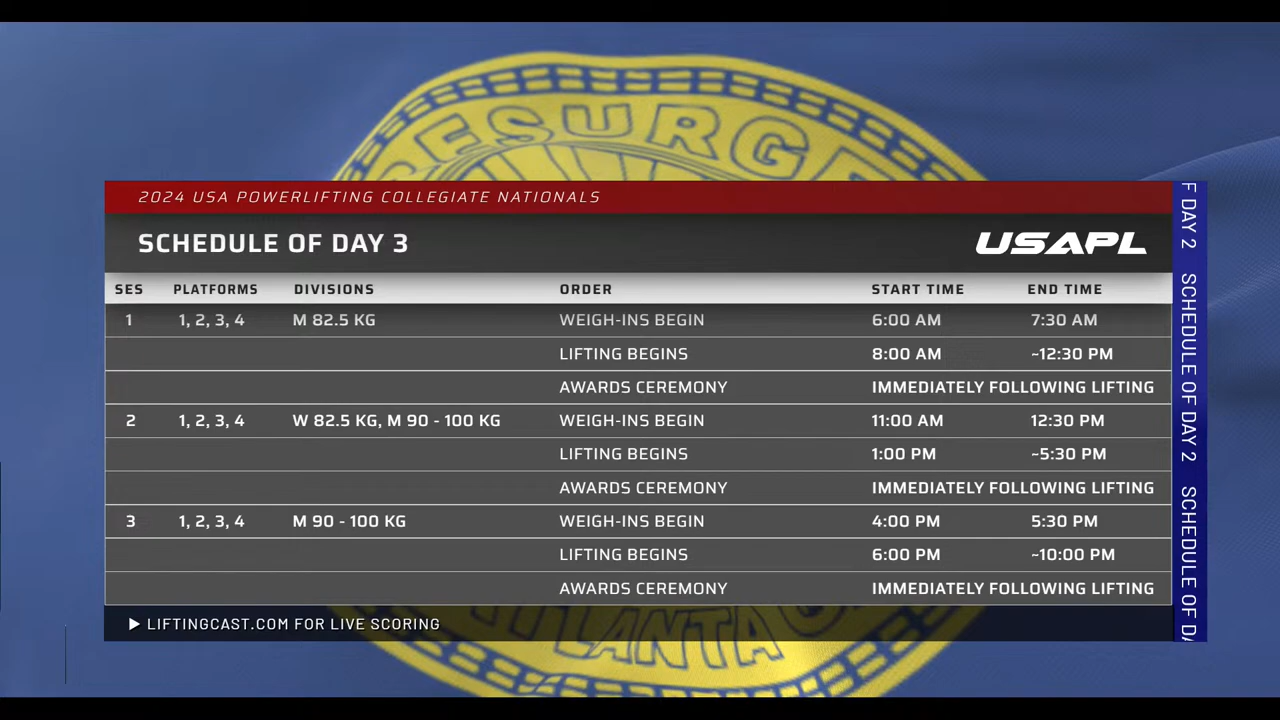 RESURGE
2024 USA POWERLIFTING COLLEGIATE NATIONALS
SCHEDULE OF DAY 3
USAPL
SES PLATFORMS DIVISIONS ORDER START TIME END TIME
1 1, 2, 3, 4 M 82.5 KG WEIGH-INS BEGIN 6:00 AM 7:30 AM
LIFTING BEGINS 8:00 AM ~12:30 PM
AWARDS CEREMONY IMMEDIATELY FOLLOWING LIFTING
2 1, 2, 3, 4 W 82.5 KG, M 90 - 100 KG WEIGH-INS BEGIN 11:00 AM 12:30 PM
LIFTING BEGINS 1:00 PM ~5:30 PM
AWARDS CEREMONY IMMEDIATELY FOLLOWING LIFTING
3 1, 2, 3, 4 M 90 - 100 KG WEIGH-INS BEGIN 4:00 PM 5:30 PM
LIFTING BEGINS 6:00 PM ~10:00 PM
AWARDS CEREMONY IMMEDIATELY FOLLOWING LIFTING
▶ LIFTINGCAST.COM FOR LIVE SCORING
F DAY 2 SCHEDULE OF DAY 2 SCHEDULE OF DA
ATLANTA, G